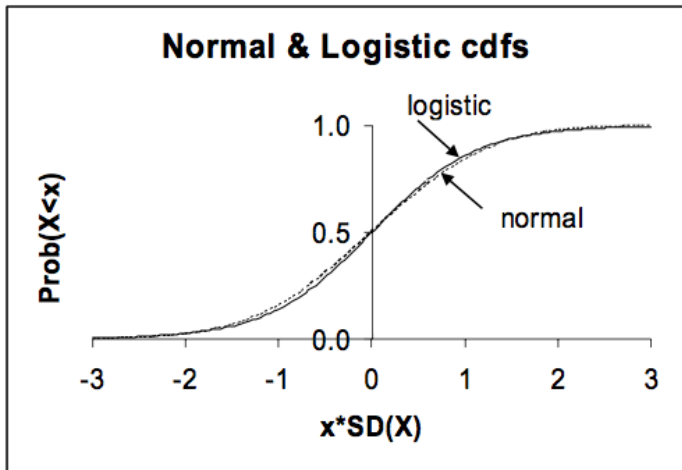 Normal & Logistic cdfs
logistic
normal
Prob(X<x)
1.0
0.5
0.0
-3 -2 -1 0 1 2 3
x*SD(X)